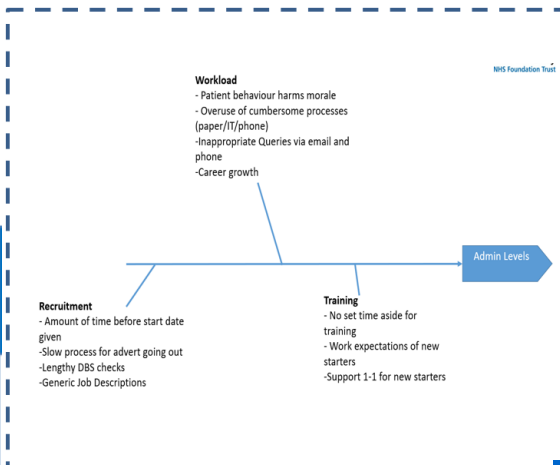 NHS Foundation Trust
Workload
- Patient behaviour harms morale
- Overuse of cumbersome processes
(paper/IT/phone)
-Inappropriate Queries via email and
phone
-Career growth
Admin Levels
Recruitment
- Amount of time before start date
given
-Slow process for advert going out
-Lengthy DBS checks
-Generic Job Descriptions
Training
- No set time aside for
training
- Work expectations of new
starters
-Support 1-1 for new starters